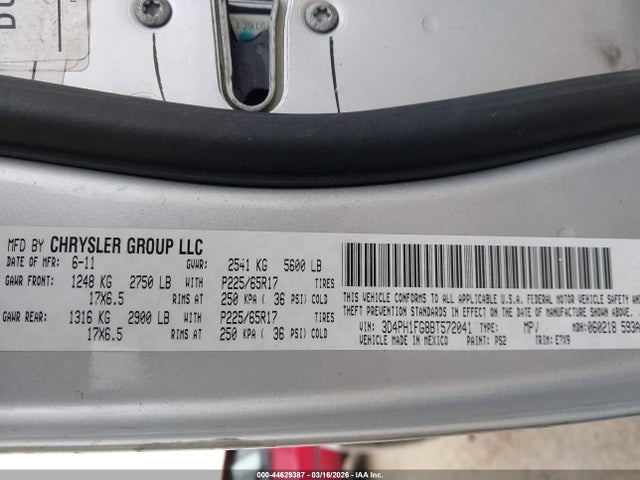 MFD BY CHRYSLER GROUP LLC
DATE OF MFR: 6-11 GVWR: 2541 KG 5600 LB
GAWR FRONT: 1248 KG 2750 LB WITH P225/65R17 TIRES
17X6.5 RIMS AT 250 KPA ( 36 PSI) COLD
GAWR REAR: 1316 KG 2900 LB WITH P225/65R17 TIRES
17X6.5 RIMS AT 250 KPA ( 36 PSI) COLD
THIS VEHICLE CONFORMS TO ALL APPLICABLE U.S.A. FEDERAL MOTOR VEHICLE SAFETY AND
THEFT PREVENTION STANDARDS IN EFFECT ON THE DATE OF MANUFACTURE SHOWN ABOVE.
VIN: 3D4PH1FG8BT572041 TYPE: MPV MDH: 060218 593A
VEHICLE MADE IN MEXICO PAINT: PS2 TRIM: E7X9
000-44629387 - 03/16/2026 - IAA Inc.